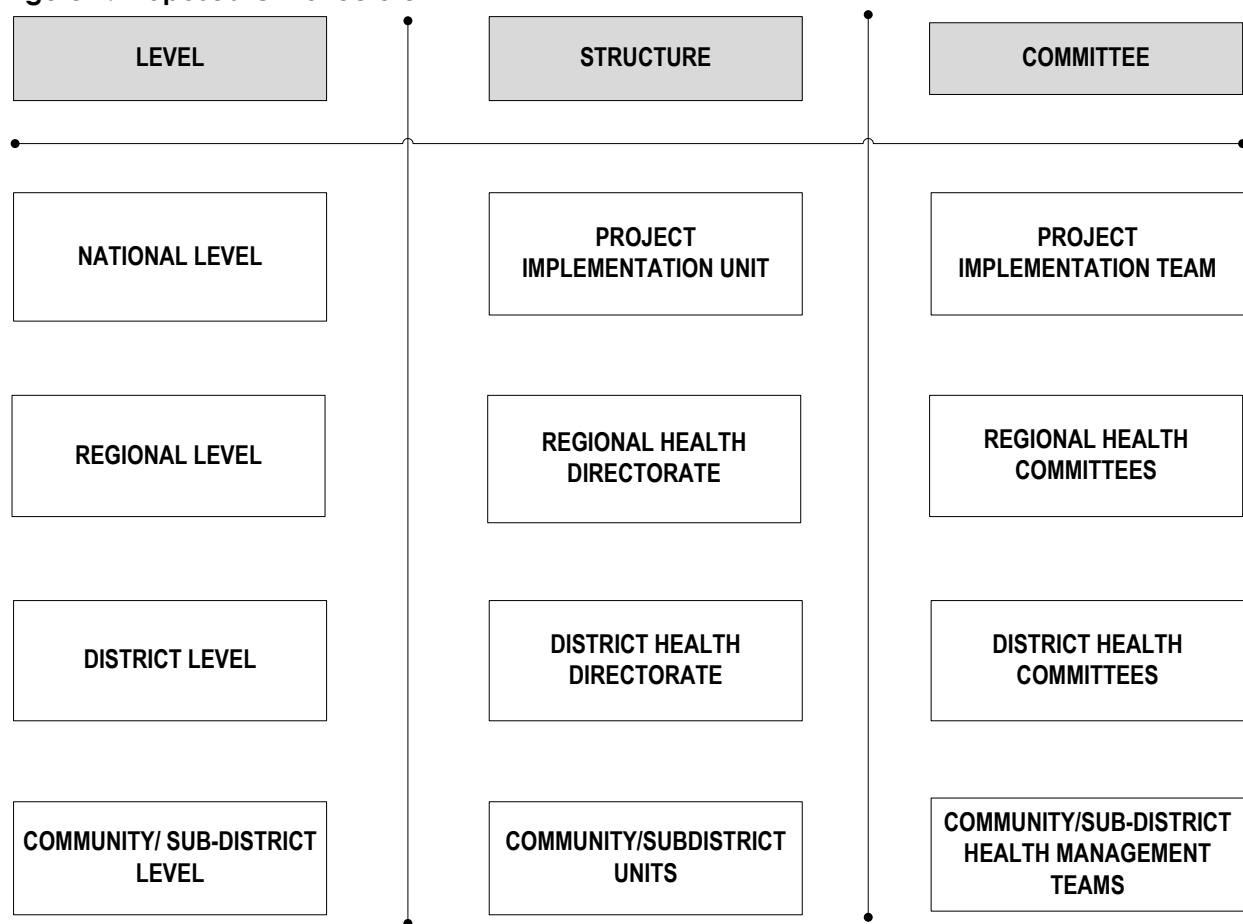 LEVEL
STRUCTURE
COMMITTEE
NATIONAL LEVEL
PROJECT
IMPLEMENTATION UNIT
PROJECT
IMPLEMENTATION TEAM
REGIONAL LEVEL
REGIONAL HEALTH
DIRECTORATE
REGIONAL HEALTH
COMMITTEES
DISTRICT LEVEL
DISTRICT HEALTH
DIRECTORATE
DISTRICT HEALTH
COMMITTEES
COMMUNITY/ SUB-DISTRICT
LEVEL
COMMUNITY/SUBDISTRICT
UNITS
COMMUNITY/SUB-DISTRICT
HEALTH MANAGEMENT
TEAMS